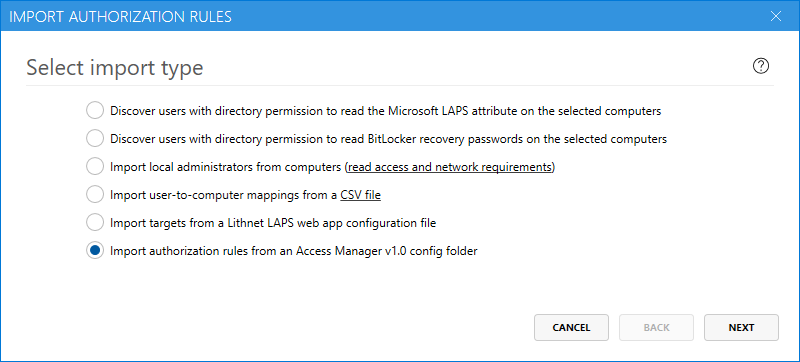 IMPORT AUTHORIZATION RULES
Select import type
Discover users with directory permission to read the Microsoft LAPS attribute on the selected computers
Discover users with directory permission to read BitLocker recovery passwords on the selected computers
Import local administrators from computers (read access and network requirements)
Import user-to-computer mappings from a CSV file
Import targets from a Lithnet LAPS web app configuration file
Import authorization rules from an Access Manager v1.0 config folder
CANCEL BACK NEXT